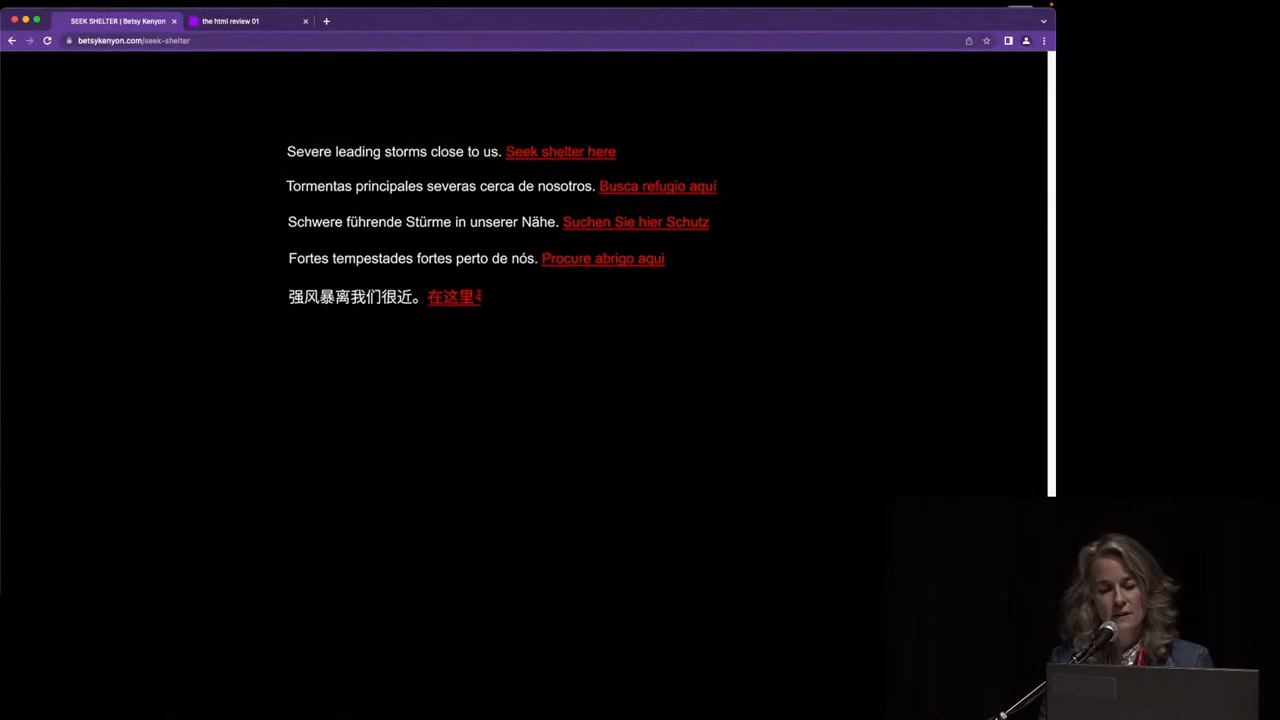 SEEK SHELTER | Betsy Kenyon
the html review 01
betsykenyon.com/seek-shelter
Severe leading storms close to us. Seek shelter here
Tormentas principales severas cerca de nosotros. Busca refugio aquí
Schwere führende Stürme in unserer Nähe. Suchen Sie hier Schutz
Fortes tempestades fortes perto de nós. Procure abrigo aqui
强风暴离我们很近。在这里